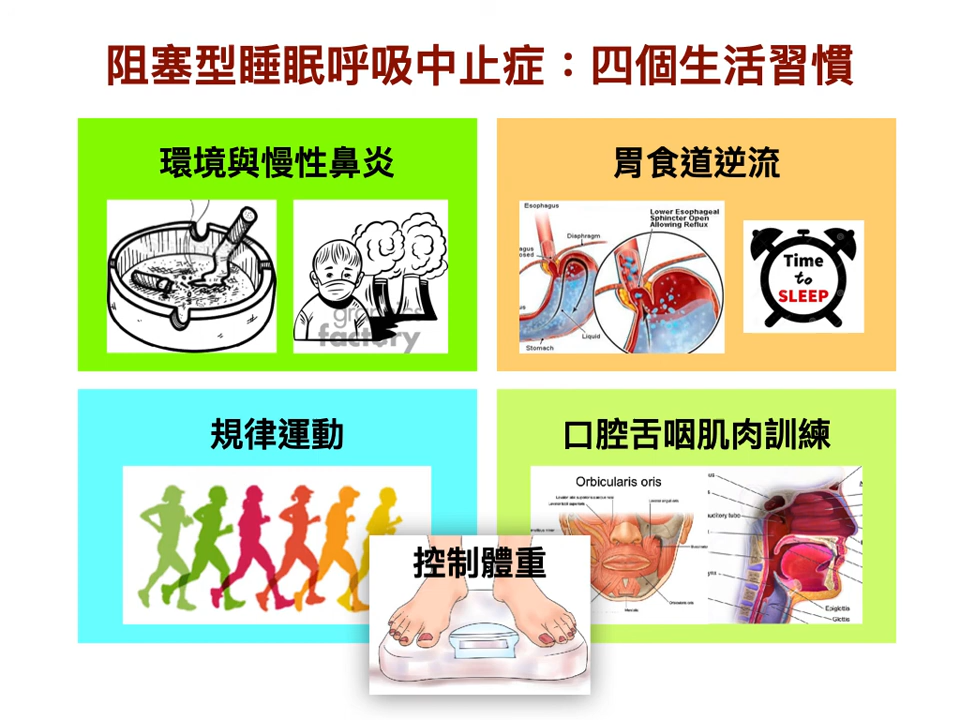 阻塞型睡眠呼吸中止症：四個生活習慣
環境與慢性鼻炎
factory
胃食道逆流
Esophagus
Lower Esophageal
Sphincter Open
Allowing Reflux
Diaphragm
Liquid
Stomach
Time
to
SLEEP
規律運動
口腔舌咽肌肉訓練
Orbicularis oris
Epiglottis
Glottis
控制體重